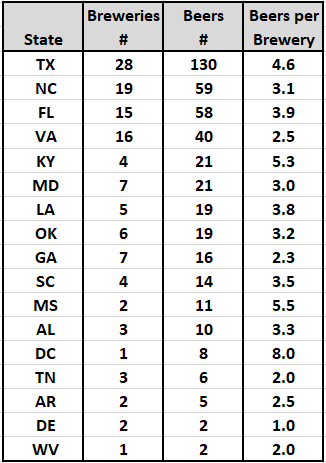 State Breweries # Beers # Beers per Brewery
TX 28 130 4.6
NC 19 59 3.1
FL 15 58 3.9
VA 16 40 2.5
KY 4 21 5.3
MD 7 21 3.0
LA 5 19 3.8
OK 6 19 3.2
GA 7 16 2.3
SC 4 14 3.5
MS 2 11 5.5
AL 3 10 3.3
DC 1 8 8.0
TN 3 6 2.0
AR 2 5 2.5
DE 2 2 1.0
WV 1 2 2.0